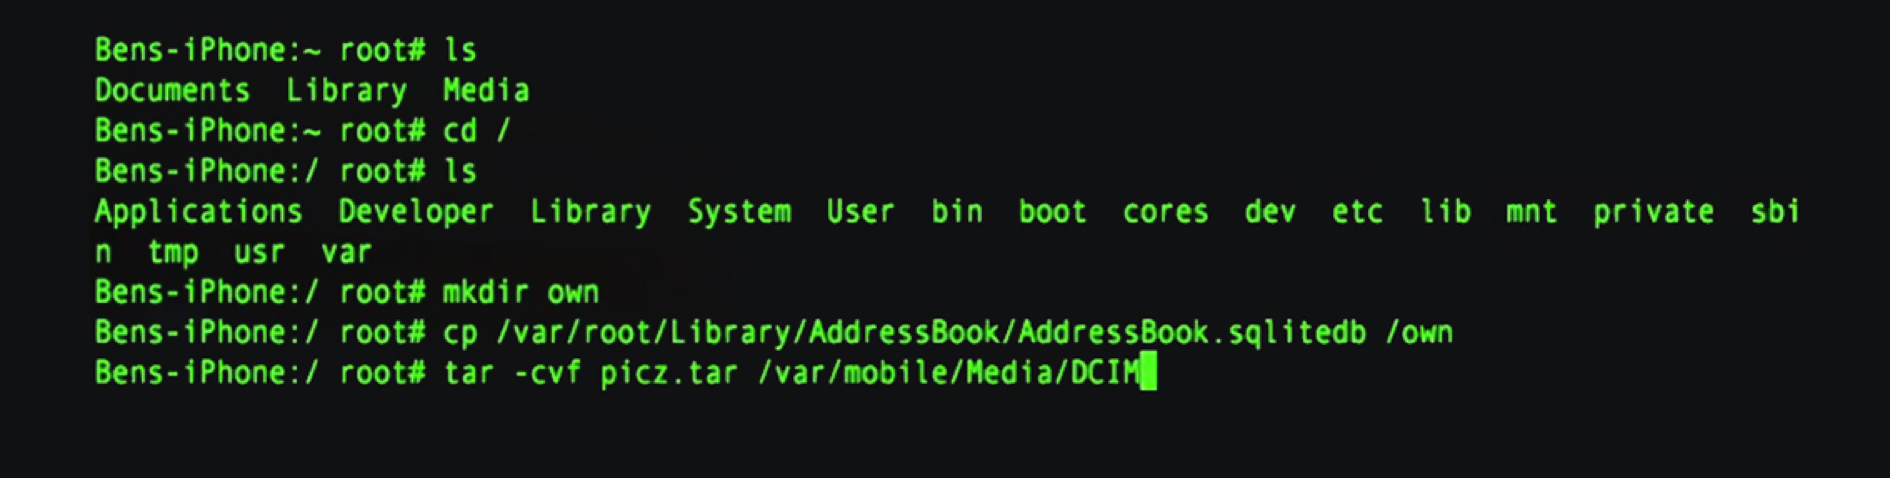 Bens-iPhone:~ root# ls
Documents  Library  Media
Bens-iPhone:~ root# cd /
Bens-iPhone:/ root# ls
Applications  Developer  Library  System  User  bin  boot  cores  dev  etc  lib  mnt  private  sbi
n  tmp  usr  var
Bens-iPhone:/ root# mkdir own
Bens-iPhone:/ root# cp /var/root/Library/AddressBook/AddressBook.sqlitedb /own
Bens-iPhone:/ root# tar -cvf picz.tar /var/mobile/Media/DCIM